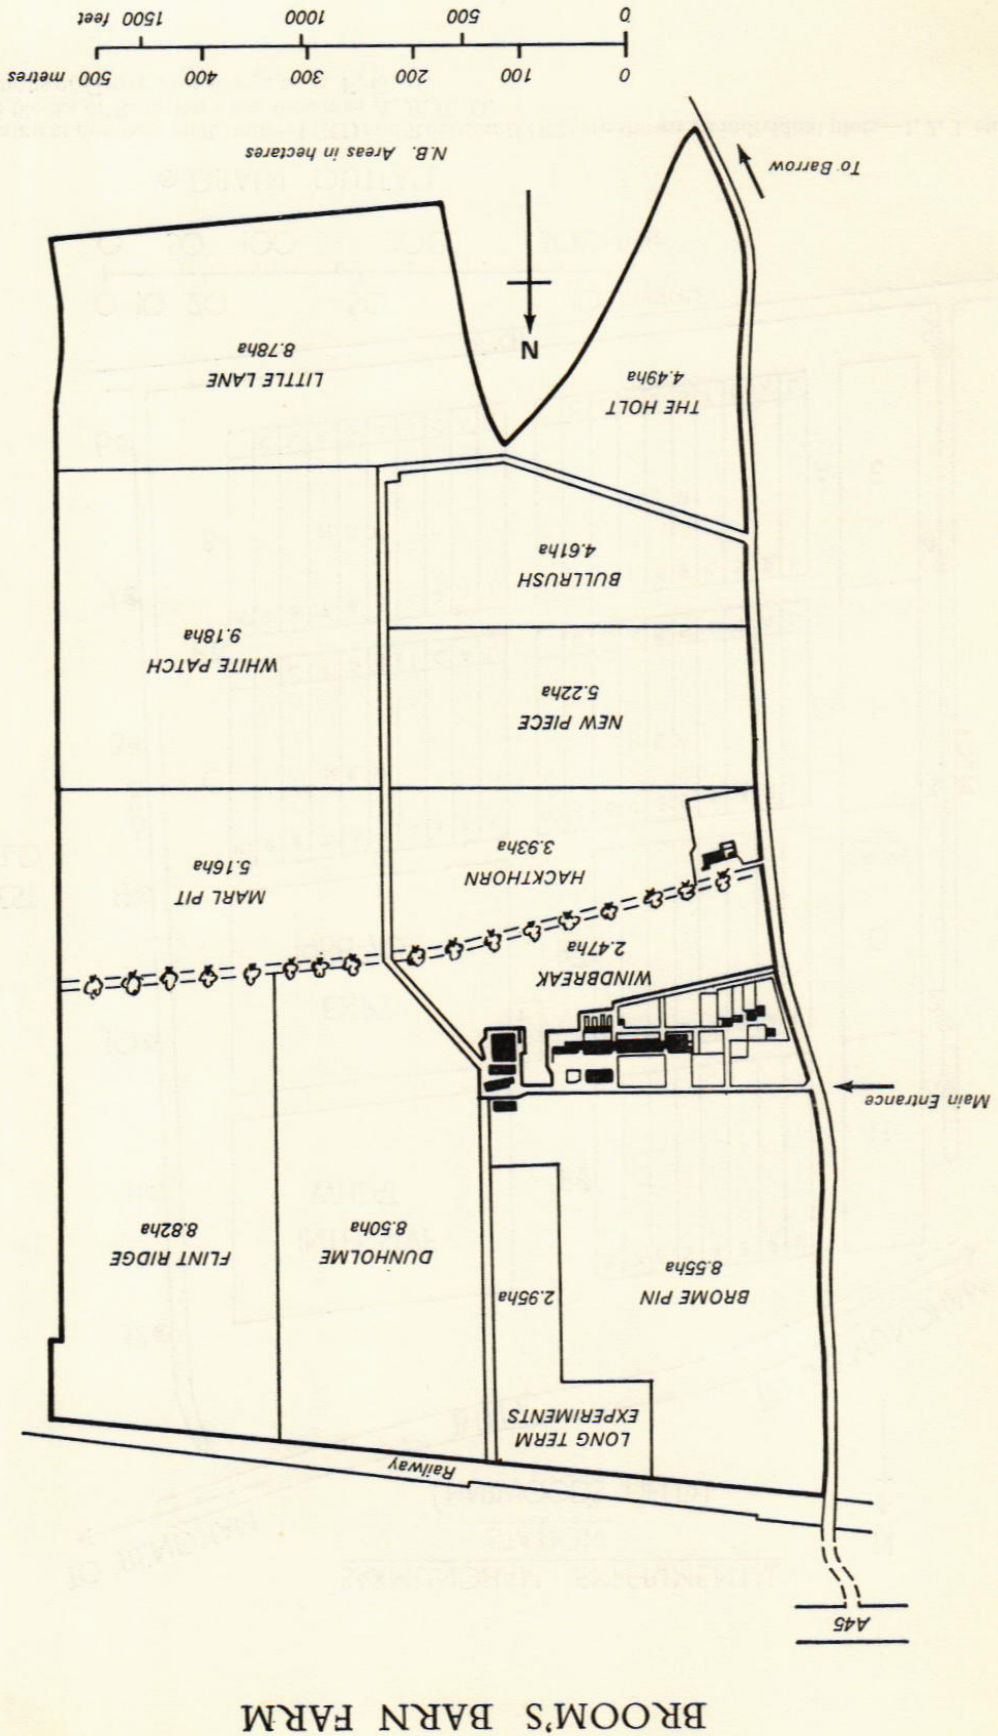 BROOM'S BARN FARM
A45
Railway
LONG TERM
EXPERIMENTS
2.95ha
BROME PIN
8.55ha
DUNHOLME
8.50ha
FLINT RIDGE
8.82ha
Main Entrance
WINDBREAK
2.47ha
HACKTHORN
3.93ha
MARL PIT
5.16ha
NEW PIECE
5.22ha
WHITE PATCH
9.18ha
BULLRUSH
4.61ha
THE HOLT
4.49ha
LITTLE LANE
8.78ha
N
To Barrow
N.B. Areas in hectares
0 100 200 300 400 500 metres
0 500 1000 1500 feet